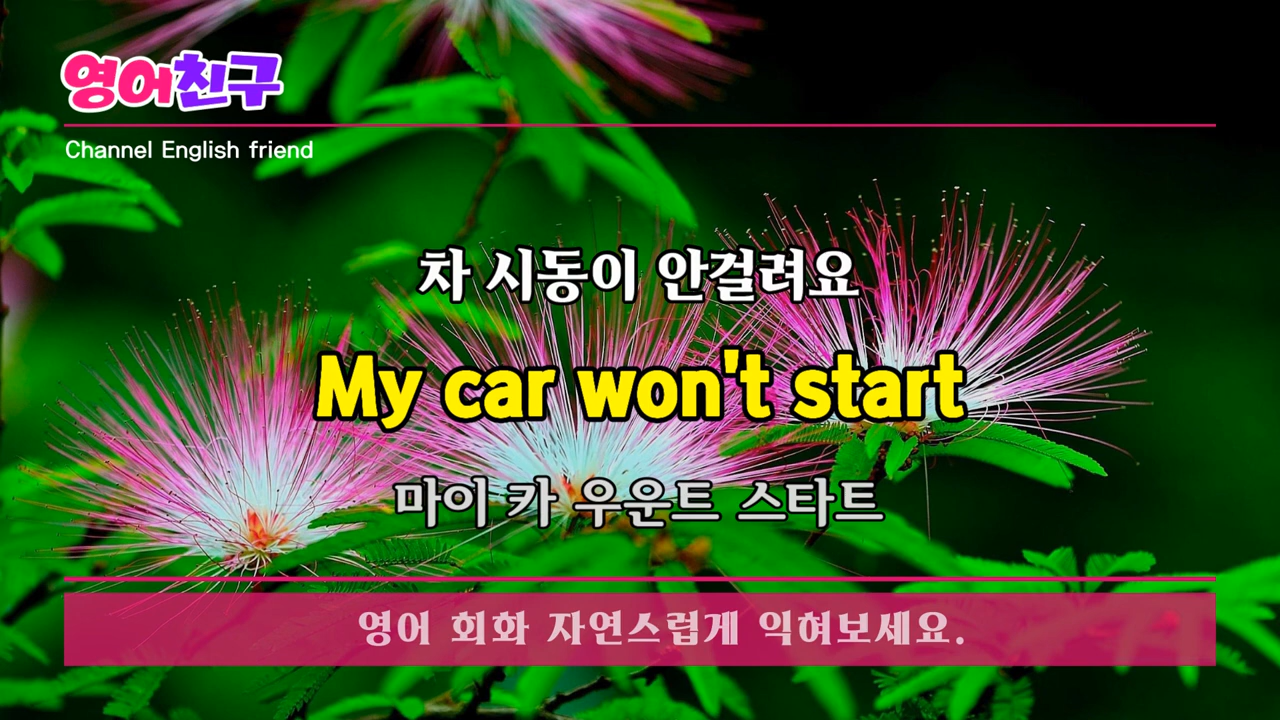 영어친구
Channel English friend
차 시동이 안걸려요
My car won't start
마이 카 우운트 스타트
영어 회화 자연스럽게 익혀보세요.